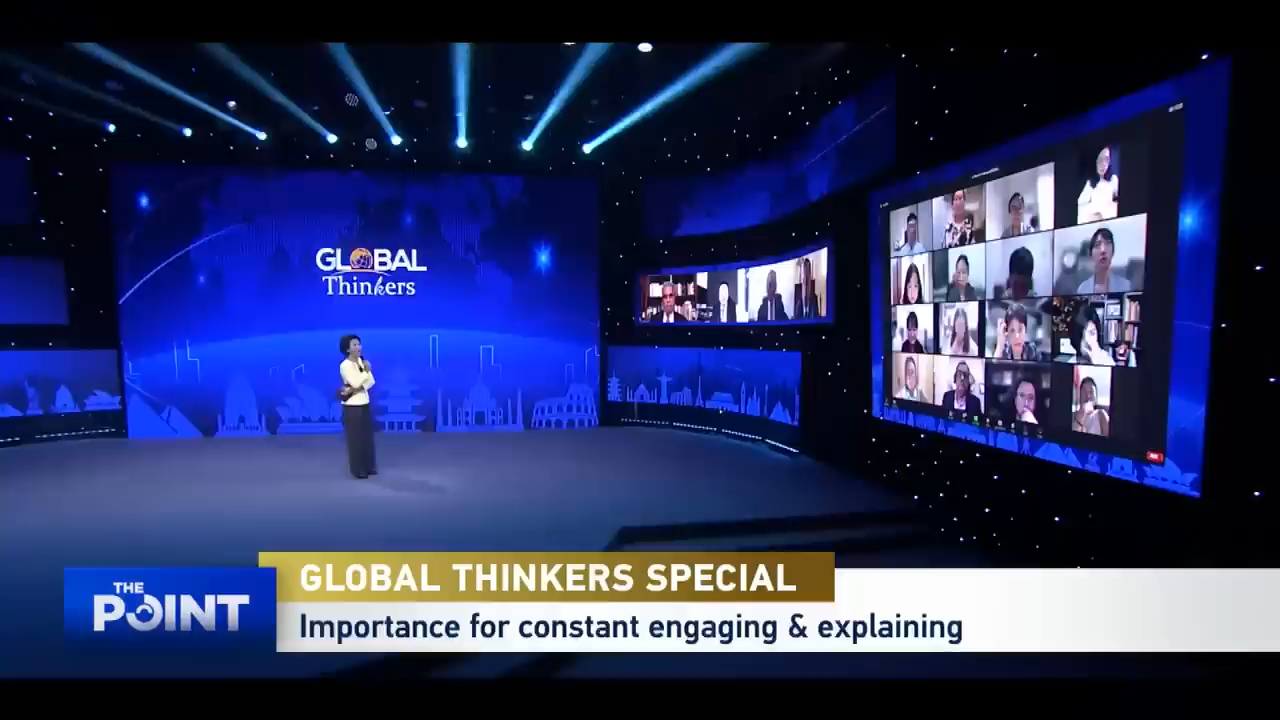 GLOBAL
Thinkers
THE
POINT
GLOBAL THINKERS SPECIAL
Importance for constant engaging & explaining